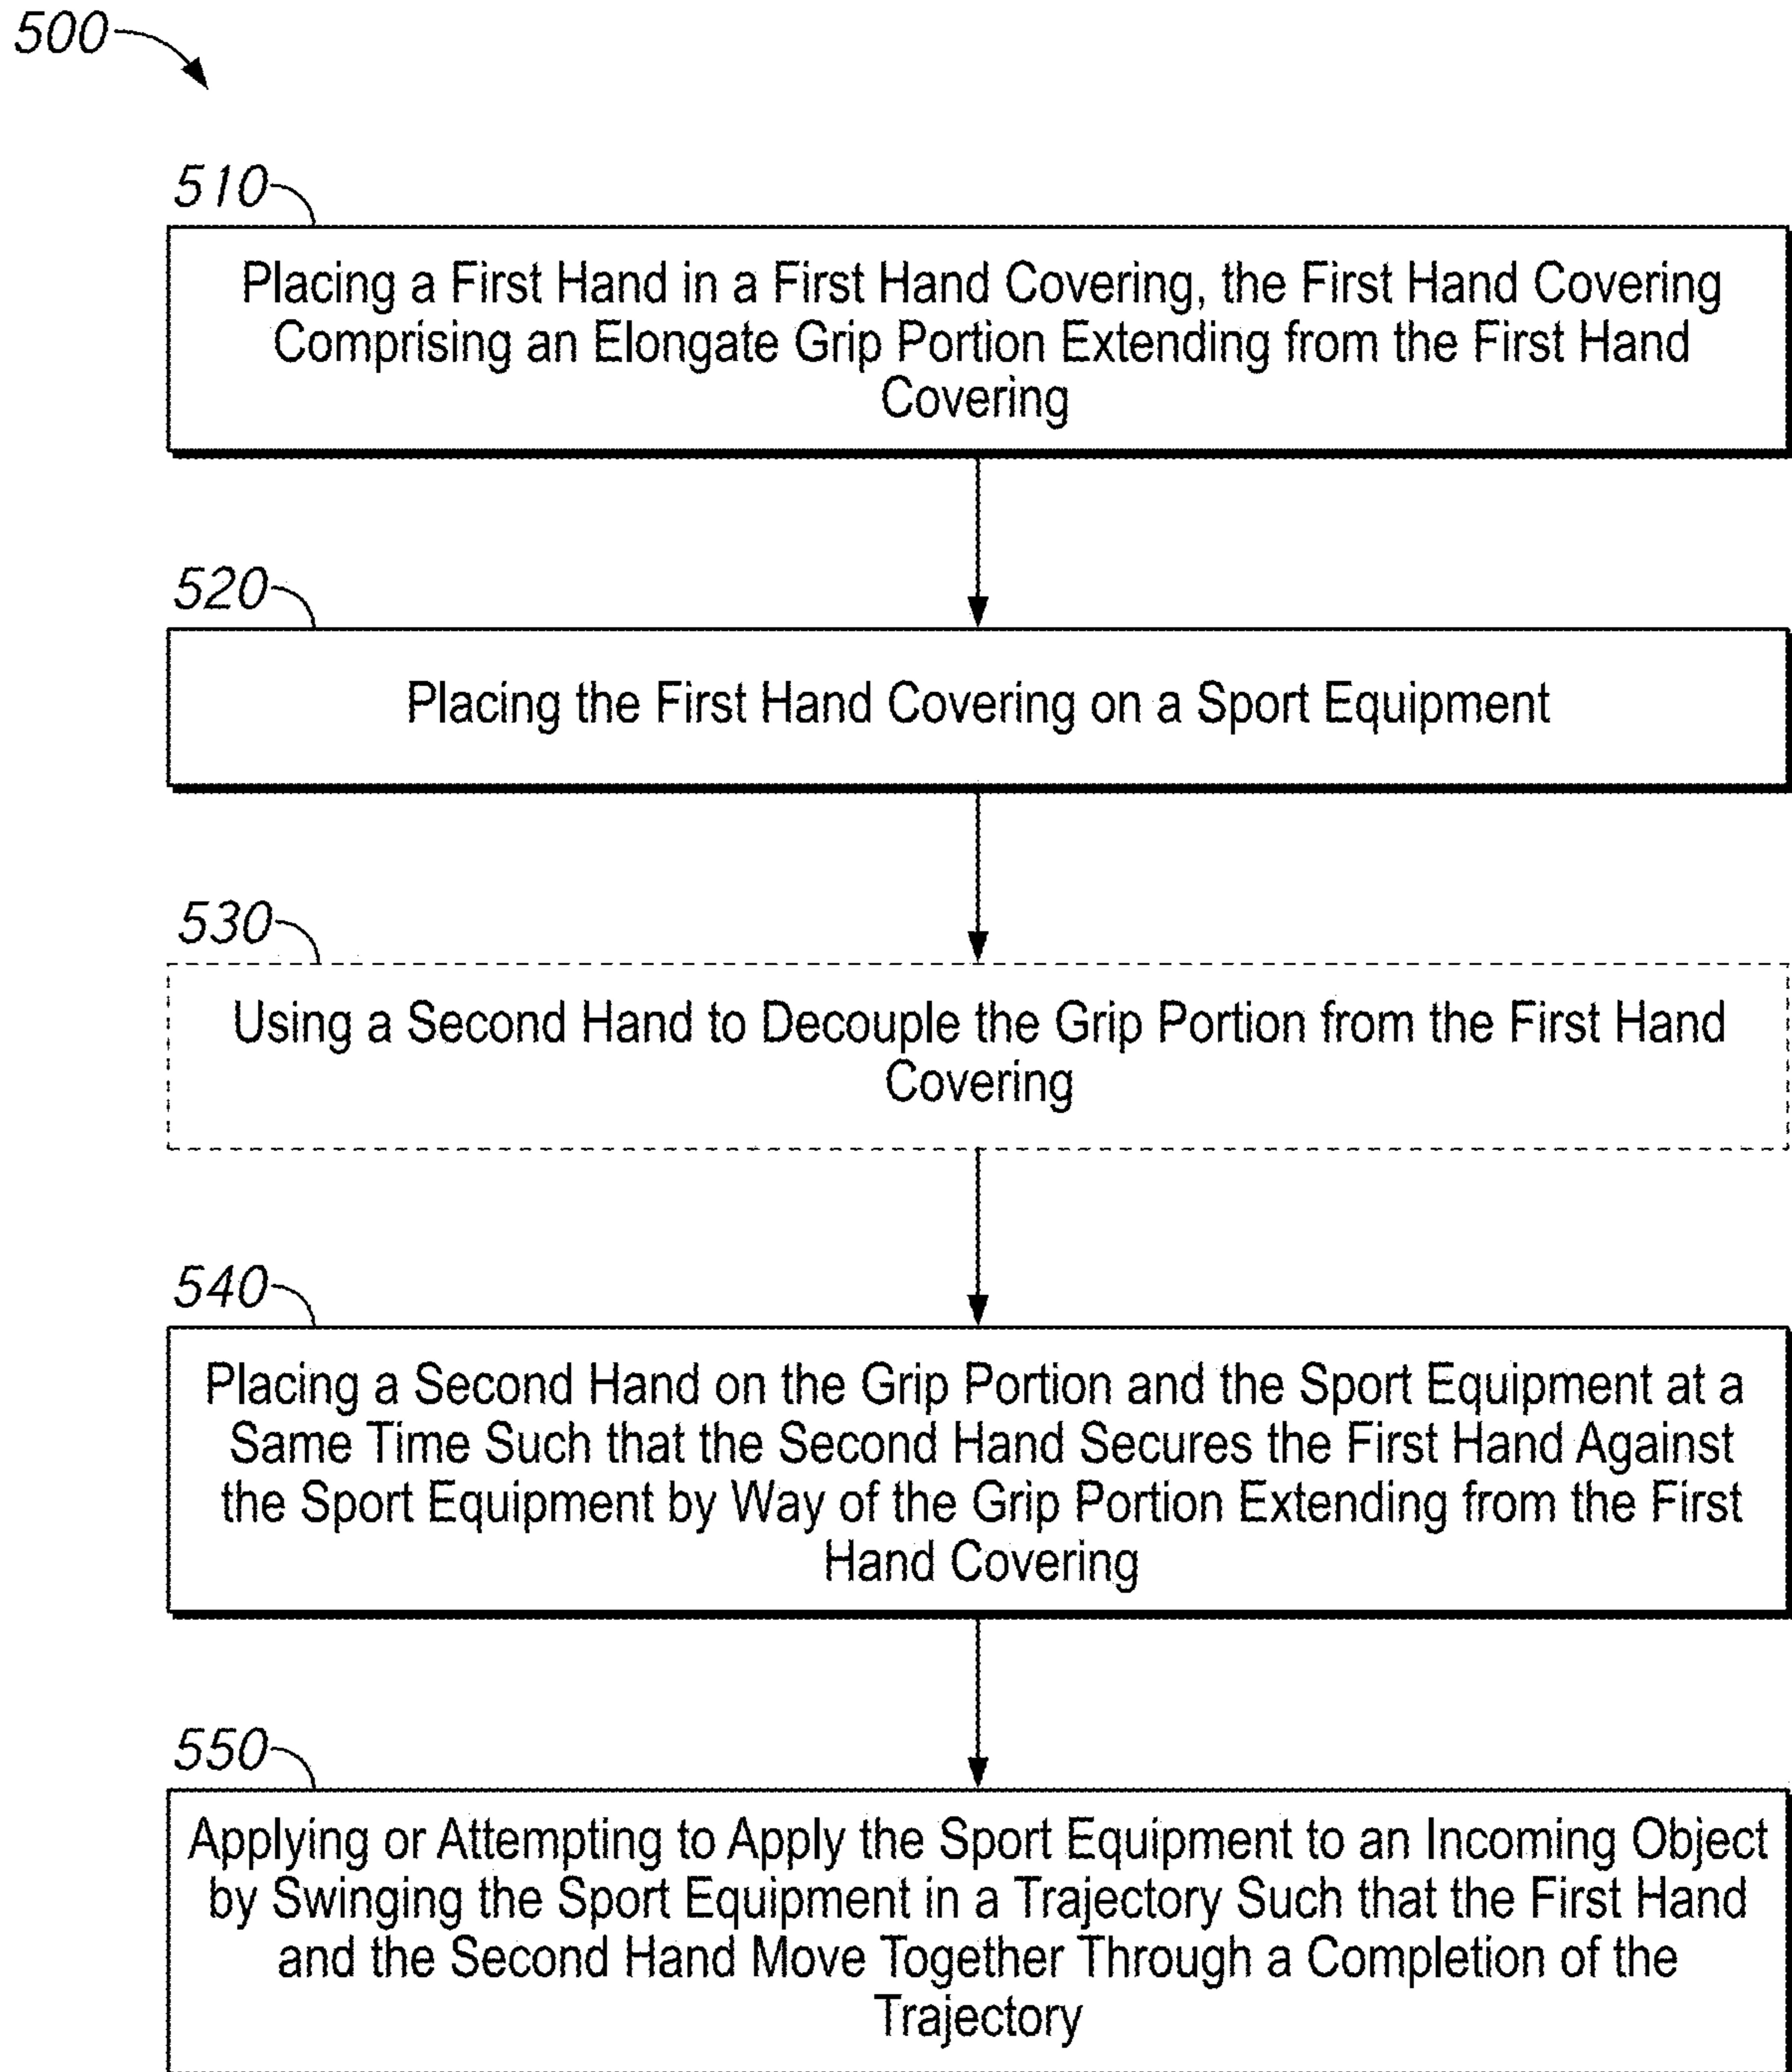 500
510
Placing a First Hand in a First Hand Covering, the First Hand Covering
Comprising an Elongate Grip Portion Extending from the First Hand
Covering
520
Placing the First Hand Covering on a Sport Equipment
530
Using a Second Hand to Decouple the Grip Portion from the First Hand
Covering
540
Placing a Second Hand on the Grip Portion and the Sport Equipment at a
Same Time Such that the Second Hand Secures the First Hand Against
the Sport Equipment by Way of the Grip Portion Extending from the First
Hand Covering
550
Applying or Attempting to Apply the Sport Equipment to an Incoming Object
by Swinging the Sport Equipment in a Trajectory Such that the First Hand
and the Second Hand Move Together Through a Completion of the
Trajectory